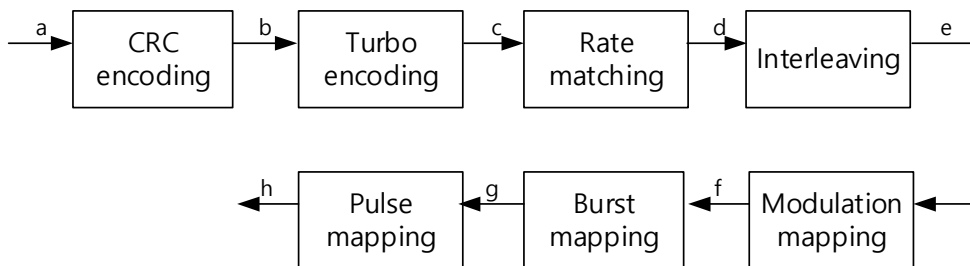 a
CRC
encoding
b
Turbo
encoding
c
Rate
matching
d
Interleaving
e
h
Pulse
mapping
g
Burst
mapping
f
Modulation
mapping